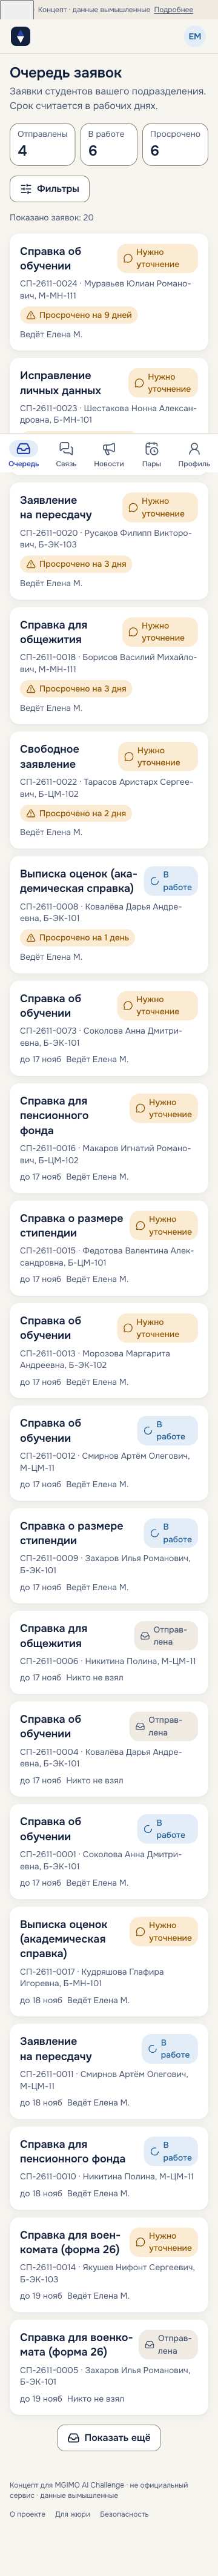 Концепт · данные вымышленные Подробнее
ЕМ
Очередь заявок
Заявки студентов вашего подразделения.
Срок считается в рабочих днях.
Отправлены
4
В работе
6
Просрочено
6
Фильтры
Показано заявок: 20
Справка об
обучении
Нужно
уточнение
СП-2611-0024 · Муравьев Юлиан Романо-
вич, М-МН-111
Просрочено на 9 дней
Ведёт Елена М.
Исправление
личных данных
Нужно
уточнение
СП-2611-0023 · Шестакова Нонна Алексан-
дровна, Б-МН-101
Очередь
Связь
Новости
Пары
Профиль
Заявление
на пересдачу
Нужно
уточнение
СП-2611-0020 · Русаков Филипп Викторо-
вич, Б-ЭК-103
Просрочено на 3 дня
Ведёт Елена М.
Справка для
общежития
Нужно
уточнение
СП-2611-0018 · Борисов Василий Михайло-
вич, М-МН-111
Просрочено на 3 дня
Ведёт Елена М.
Свободное
заявление
Нужно
уточнение
СП-2611-0022 · Тарасов Аристарх Сергее-
вич, Б-ЦМ-102
Просрочено на 2 дня
Ведёт Елена М.
Выписка оценок (ака-
демическая справка)
В
работе
СП-2611-0008 · Ковалёва Дарья Андре-
евна, Б-ЭК-101
Просрочено на 1 день
Ведёт Елена М.
Справка об
обучении
Нужно
уточнение
СП-2611-0073 · Соколова Анна Дмитри-
евна, Б-ЭК-101
до 17 нояб Ведёт Елена М.
Справка для
пенсионного
фонда
Нужно
уточнение
СП-2611-0016 · Макаров Игнатий Романо-
вич, Б-ЦМ-102
до 17 нояб Ведёт Елена М.
Справка о размере
стипендии
Нужно
уточнение
СП-2611-0015 · Федотова Валентина Алек-
сандровна, Б-ЦМ-101
до 17 нояб Ведёт Елена М.
Справка об
обучении
Нужно
уточнение
СП-2611-0013 · Морозова Маргарита
Андреевна, Б-ЭК-102
до 17 нояб Ведёт Елена М.
Справка об
обучении
В
работе
СП-2611-0012 · Смирнов Артём Олегович,
М-ЦМ-11
до 17 нояб Ведёт Елена М.
Справка о размере
стипендии
В
работе
СП-2611-0009 · Захаров Илья Романович,
Б-ЭК-101
до 17 нояб Ведёт Елена М.
Справка для
общежития
Отправ-
лена
СП-2611-0006 · Никитина Полина, М-ЦМ-11
до 17 нояб Никто не взял
Справка об
обучении
Отправ-
лена
СП-2611-0004 · Ковалёва Дарья Андре-
евна, Б-ЭК-101
до 17 нояб Никто не взял
Справка об
обучении
В
работе
СП-2611-0001 · Соколова Анна Дмитри-
евна, Б-ЭК-101
до 17 нояб Ведёт Елена М.
Выписка оценок
(академическая
справка)
Нужно
уточнение
СП-2611-0017 · Кудряшова Глафира
Игоревна, Б-МН-101
до 18 нояб Ведёт Елена М.
Заявление
на пересдачу
В
работе
СП-2611-0011 · Смирнов Артём Олегович,
М-ЦМ-11
до 18 нояб Ведёт Елена М.
Справка для
пенсионного фонда
В
работе
СП-2611-0010 · Никитина Полина, М-ЦМ-11
до 18 нояб Ведёт Елена М.
Справка для воен-
комата (форма 26)
Нужно
уточнение
СП-2611-0014 · Якушев Нифонт Сергеевич,
Б-ЭК-103
до 19 нояб Ведёт Елена М.
Справка для военко-
мата (форма 26)
Отправ-
лена
СП-2611-0005 · Захаров Илья Романович,
Б-ЭК-101
до 19 нояб Никто не взял
Показать ещё
Концепт для MGIMO AI Challenge · не официальный
сервис · данные вымышленные
О проекте Для жюри Безопасность